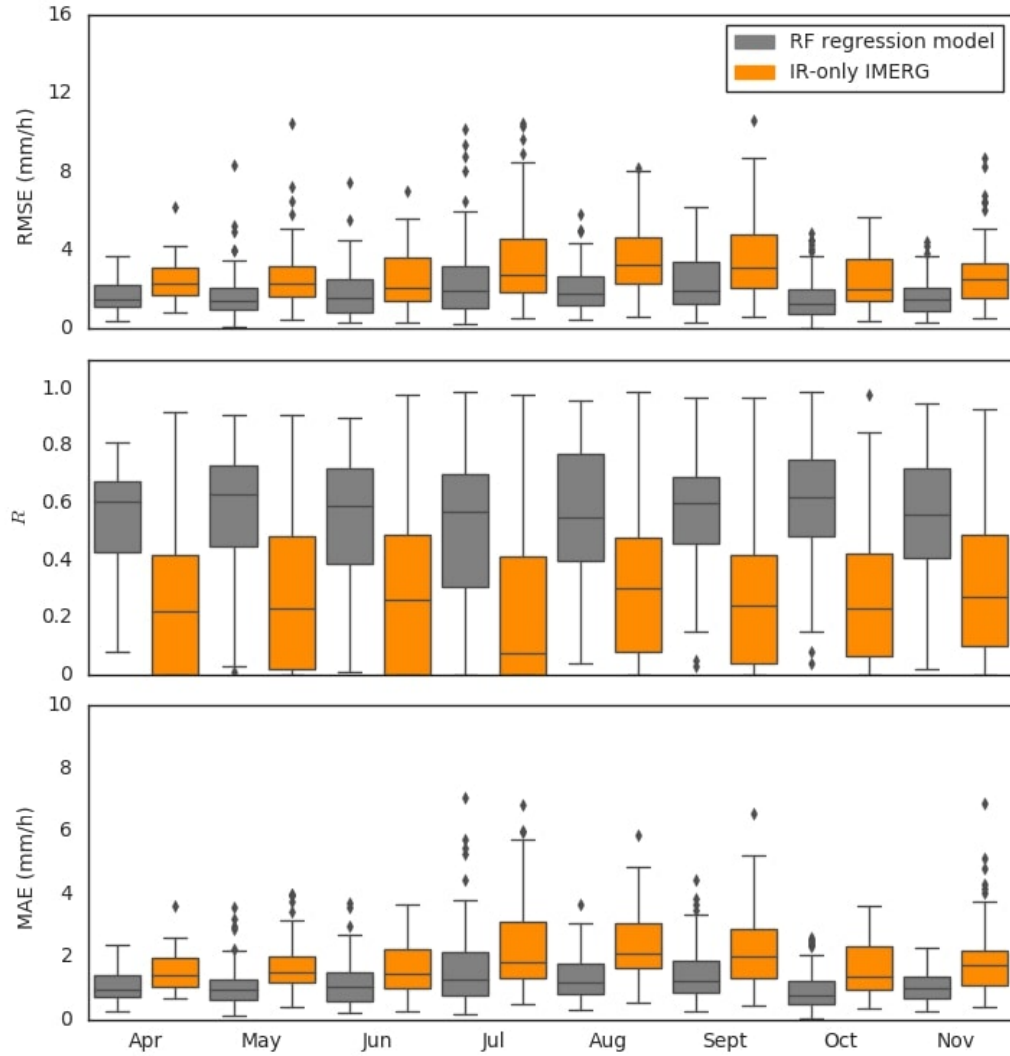 16
12
8
4
0
RMSE (mm/h)
RF regression model
IR-only IMERG
1.0
0.8
0.6
0.4
0.2
0
R
10
8
6
4
2
0
MAE (mm/h)
Apr May Jun Jul Aug Sept Oct Nov